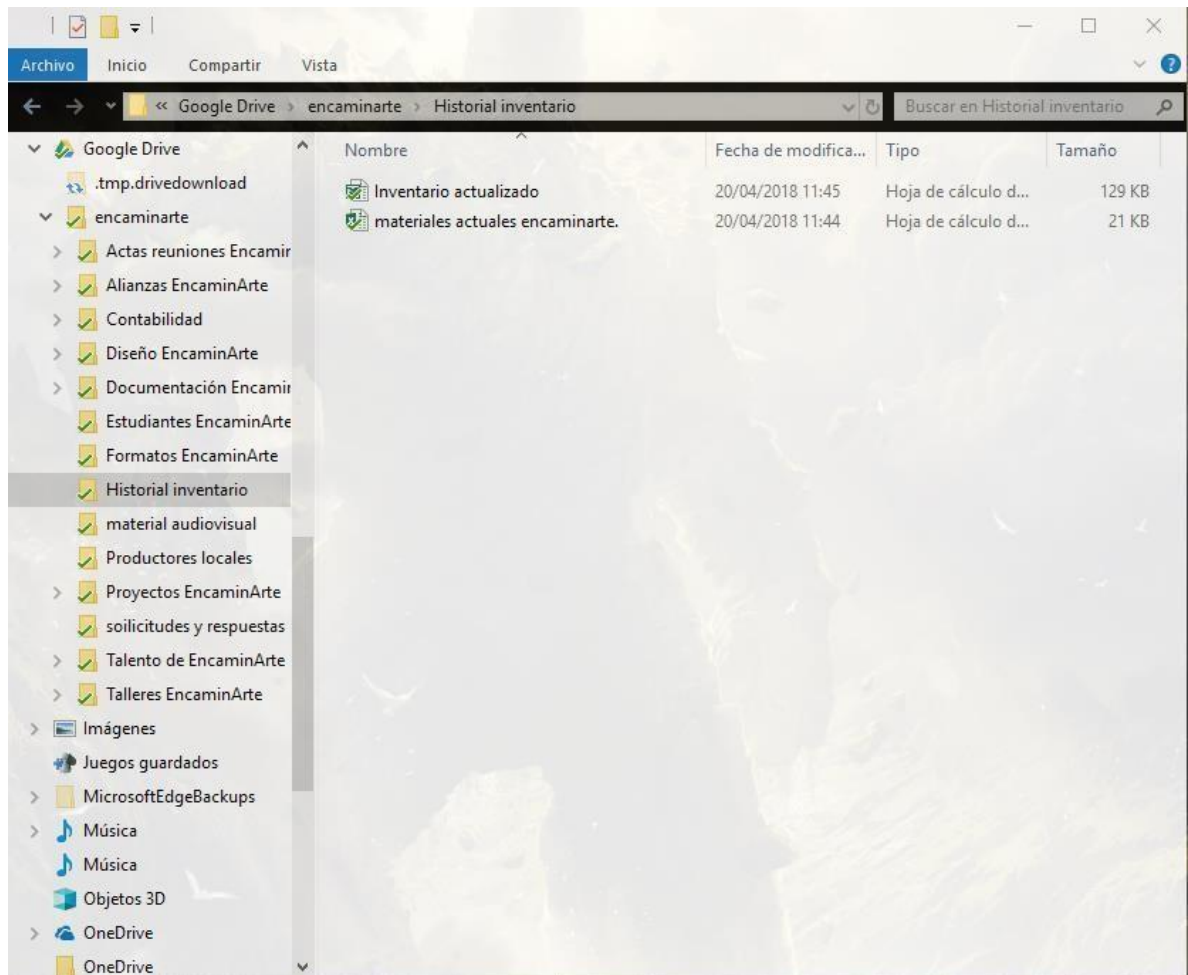 Archivo Inicio Compartir Vista
« Google Drive › encaminarte › Historial inventario Buscar en Historial inventario
Nombre Fecha de modifica... Tipo Tamaño
Inventario actualizado 20/04/2018 11:45 Hoja de cálculo d... 129 KB
materiales actuales encaminarte. 20/04/2018 11:44 Hoja de cálculo d... 21 KB
Google Drive
.tmp.drivedownload
encaminarte
Actas reuniones Encamin
Alianzas EncaminArte
Contabilidad
Diseño EncaminArte
Documentación Encamin
Estudiantes EncaminArte
Formatos EncaminArte
Historial inventario
material audiovisual
Productores locales
Proyectos EncaminArte
soilicitudes y respuestas
Talento de EncaminArte
Talleres EncaminArte
Imágenes
Juegos guardados
MicrosoftEdgeBackups
Música
Música
Objetos 3D
OneDrive
OneDrive